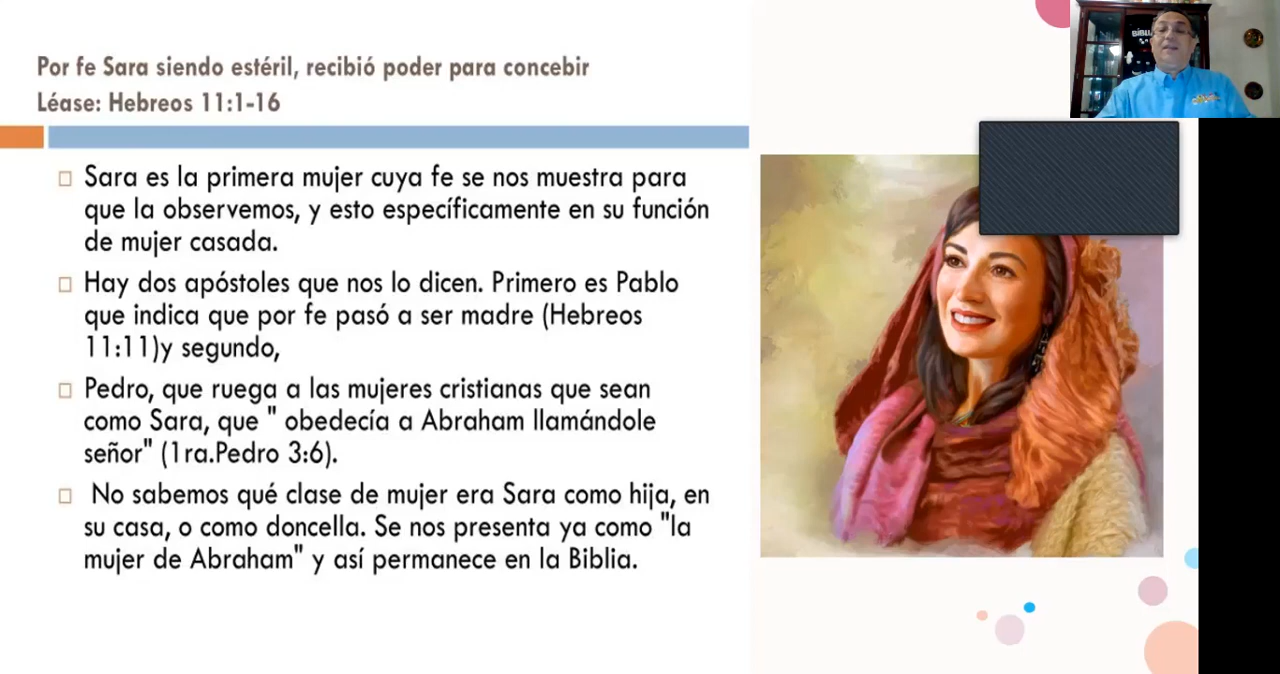 Por fe Sara siendo estéril, recibió poder para concebir
Léase: Hebreos 11:1-16
Sara es la primera mujer cuya fe se nos muestra para
que la observemos, y esto específicamente en su función
de mujer casada.
Hay dos apóstoles que nos lo dicen. Primero es Pablo
que indica que por fe pasó a ser madre (Hebreos
11:11)y segundo,
Pedro, que ruega a las mujeres cristianas que sean
como Sara, que " obedecía a Abraham llamándole
señor" (1ra.Pedro 3:6).
No sabemos qué clase de mujer era Sara como hija, en
su casa, o como doncella. Se nos presenta ya como "la
mujer de Abraham" y así permanece en la Biblia.